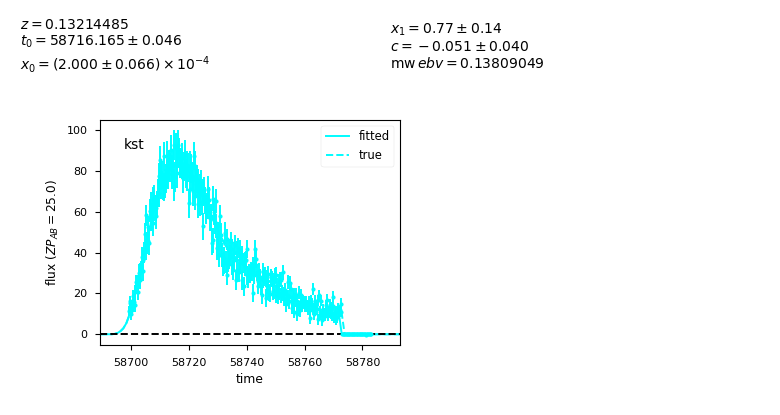 z = 0.13214485
t₀ = 58716.165 ± 0.046
x₀ = (2.000 ± 0.066) × 10⁻⁴
x₁ = 0.77 ± 0.14
c = −0.051 ± 0.040
mw ebv = 0.13809049
kst
fitted
true
100
80
60
40
20
0
flux (ZP_AB = 25.0)
58700 58720 58740 58760 58780
time